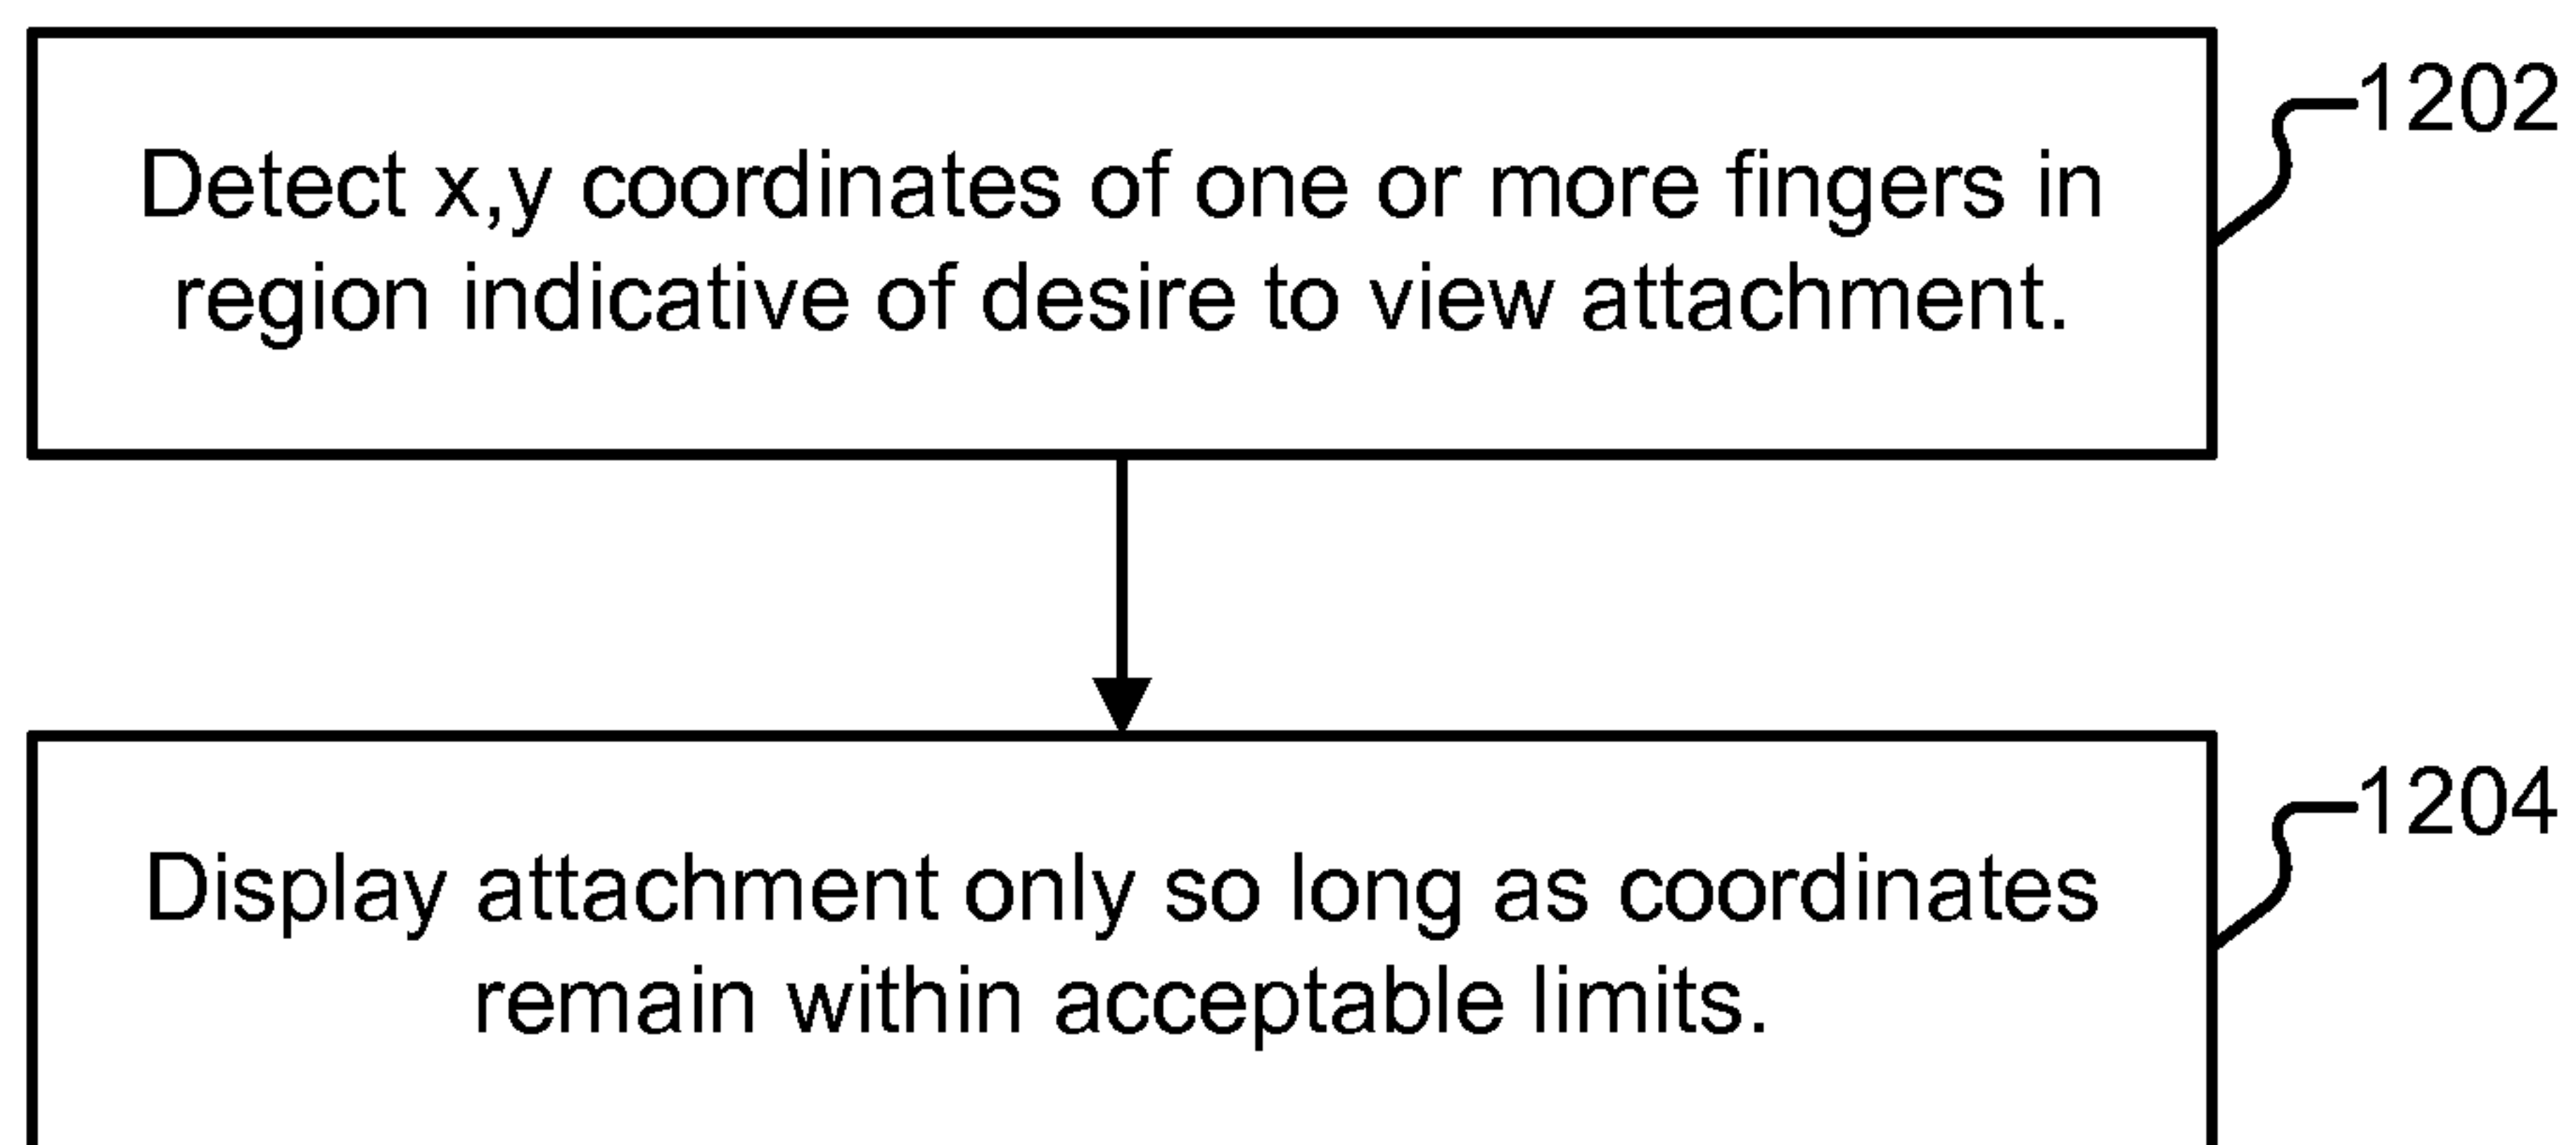 1202
Detect x,y coordinates of one or more fingers in
region indicative of desire to view attachment.
1204
Display attachment only so long as coordinates
remain within acceptable limits.